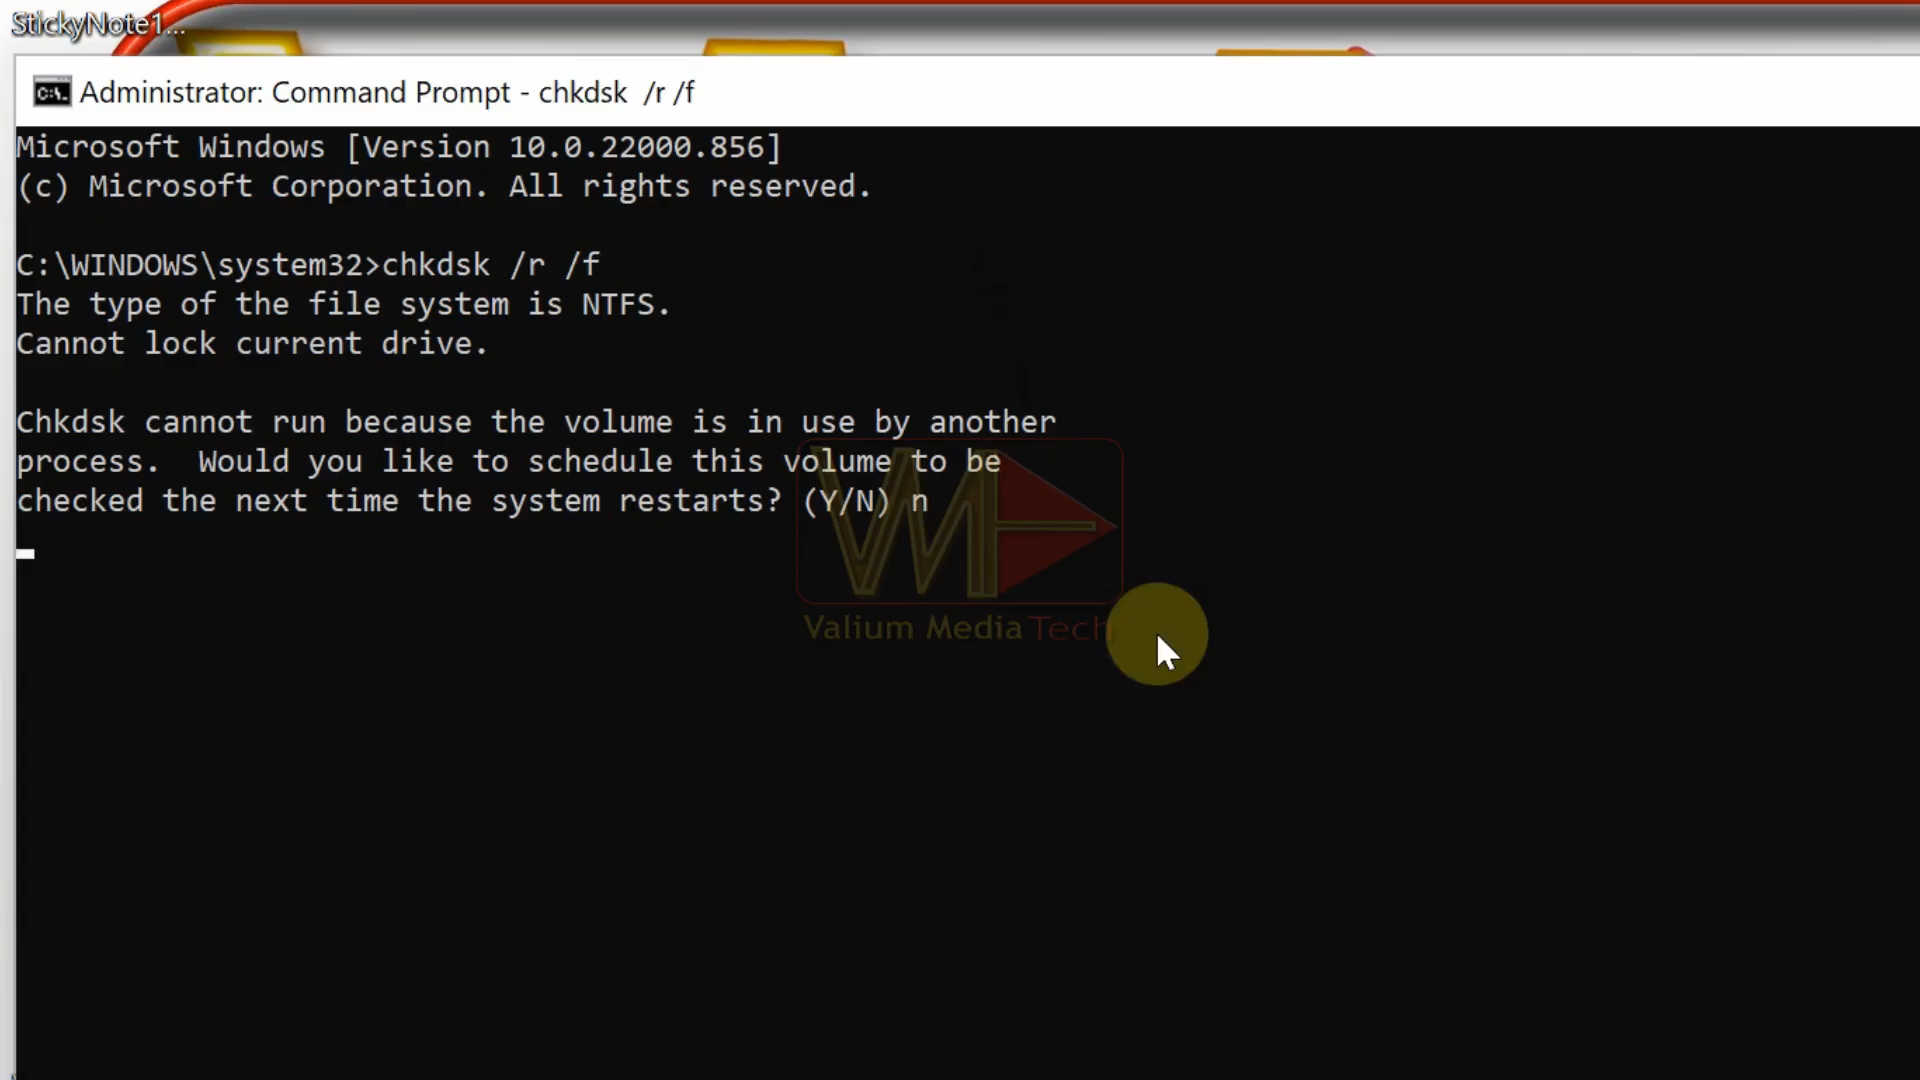 StickyNote1...
Administrator: Command Prompt - chkdsk  /r /f
Microsoft Windows [Version 10.0.22000.856]
(c) Microsoft Corporation. All rights reserved.
C:\WINDOWS\system32>chkdsk /r /f
The type of the file system is NTFS.
Cannot lock current drive.
Chkdsk cannot run because the volume is in use by another
process.  Would you like to schedule this volume to be
checked the next time the system restarts? (Y/N) n
VM
Valium Media Tech